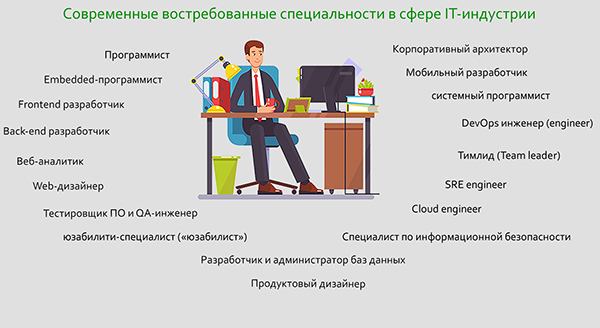 Современные востребованные специальности в сфере IT-индустрии
Программист
Embedded-программист
Frontend разработчик
Back-end разработчик
Веб-аналитик
Web-дизайнер
Тестировщик ПО и QA-инженер
юзабилити-специалист («юзабилист»)
Разработчик и администратор баз данных
Продуктовый дизайнер
Корпоративный архитектор
Мобильный разработчик
системный программист
DevOps инженер (engineer)
Тимлид (Team leader)
SRE engineer
Cloud engineer
Специалист по информационной безопасности